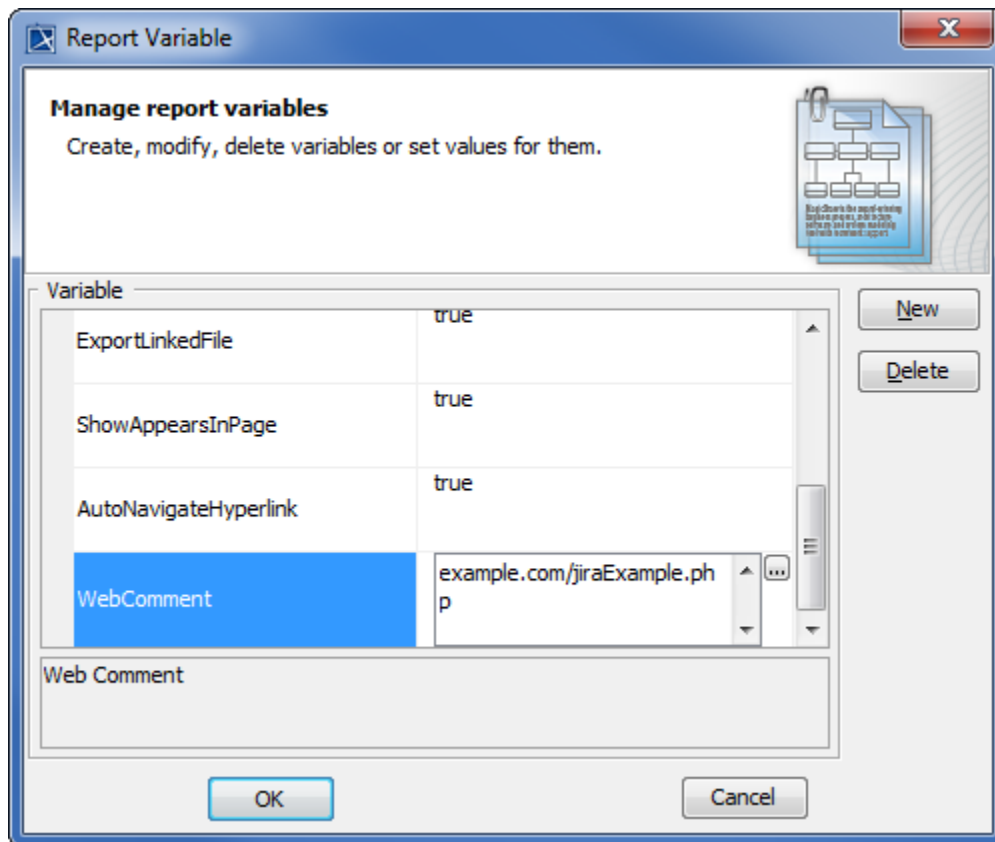 Report Variable
Manage report variables
Create, modify, delete variables or set values for them.
Variable
New
Delete
ExportLinkedFile
true
ShowAppearsInPage
true
AutoNavigateHyperlink
true
WebComment
example.com/jiraExample.ph
p
...
Web Comment
OK
Cancel